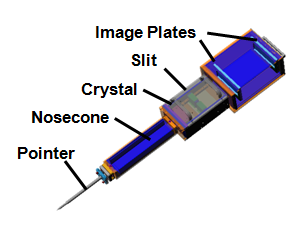 Image Plates
Slit
Crystal
Nosecone
Pointer